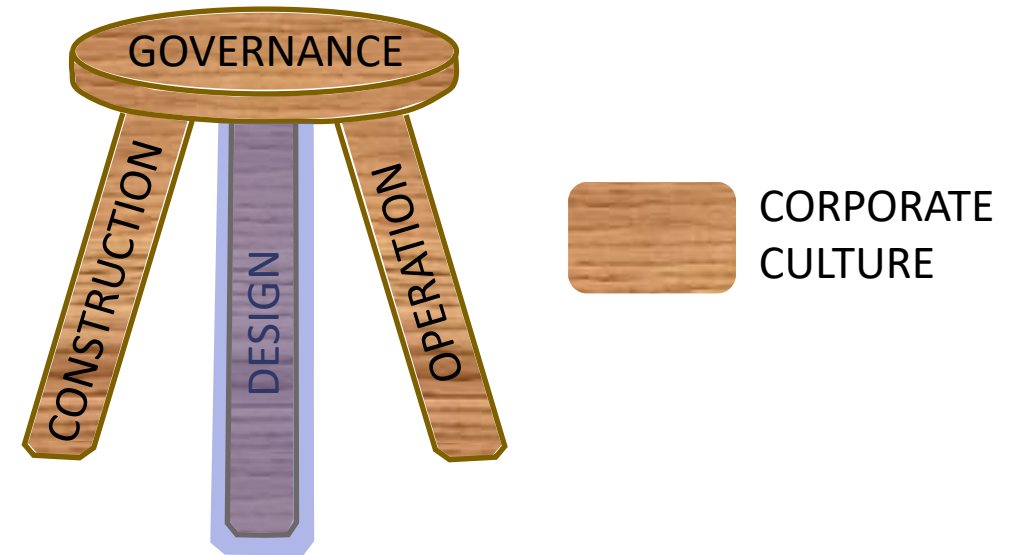 GOVERNANCE
CONSTRUCTION
DESIGN
OPERATION
CORPORATE
CULTURE